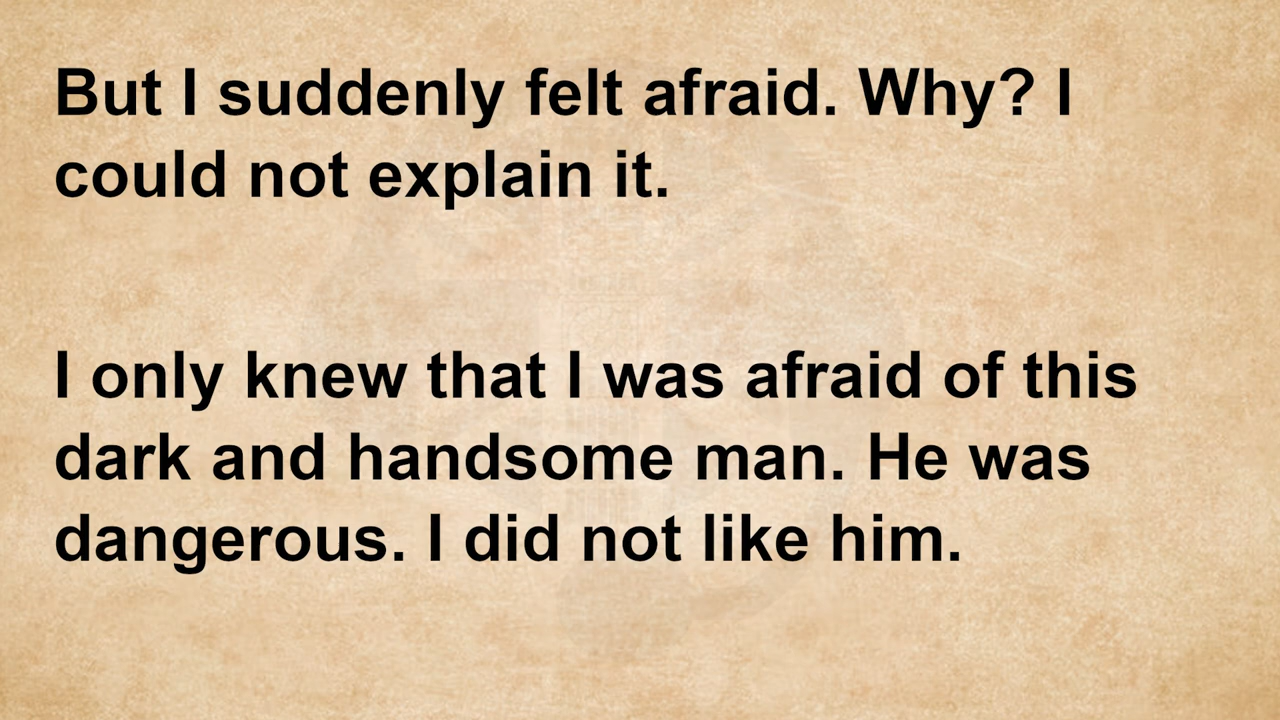 But I suddenly felt afraid. Why? I
could not explain it.
I only knew that I was afraid of this
dark and handsome man. He was
dangerous. I did not like him.